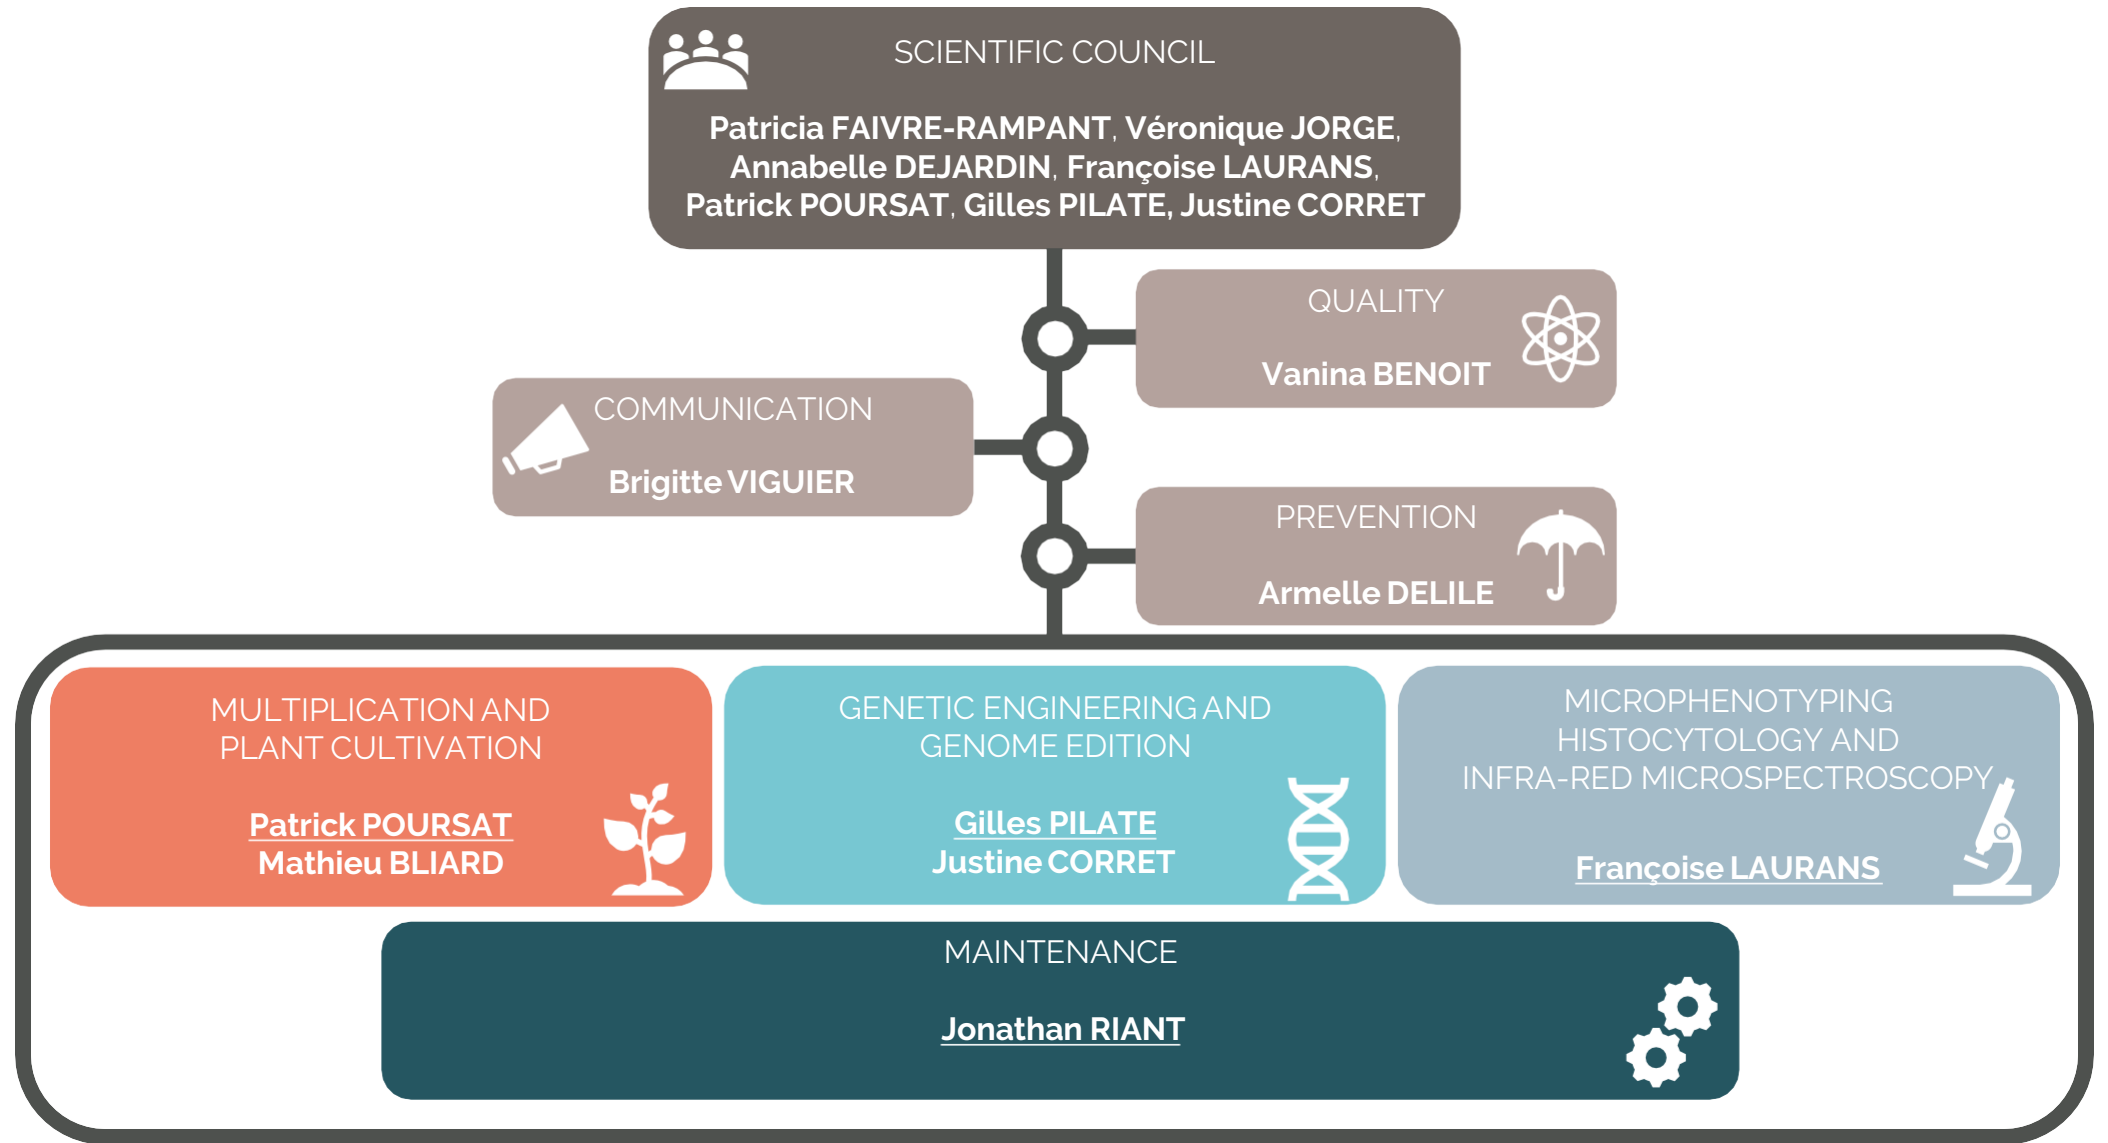 SCIENTIFIC COUNCIL
Patricia FAIVRE-RAMPANT, Véronique JORGE,
Annabelle DEJARDIN, Françoise LAURANS,
Patrick POURSAT, Gilles PILATE, Justine CORRET
QUALITY
Vanina BENOIT
COMMUNICATION
Brigitte VIGUIER
PREVENTION
Armelle DELILE
MULTIPLICATION AND
PLANT CULTIVATION
Patrick POURSAT
Mathieu BLIARD
GENETIC ENGINEERING AND
GENOME EDITION
Gilles PILATE
Justine CORRET
MICROPHENOTYPING
HISTOCYTOLOGY AND
INFRA-RED MICROSPECTROSCOPY
Françoise LAURANS
MAINTENANCE
Jonathan RIANT